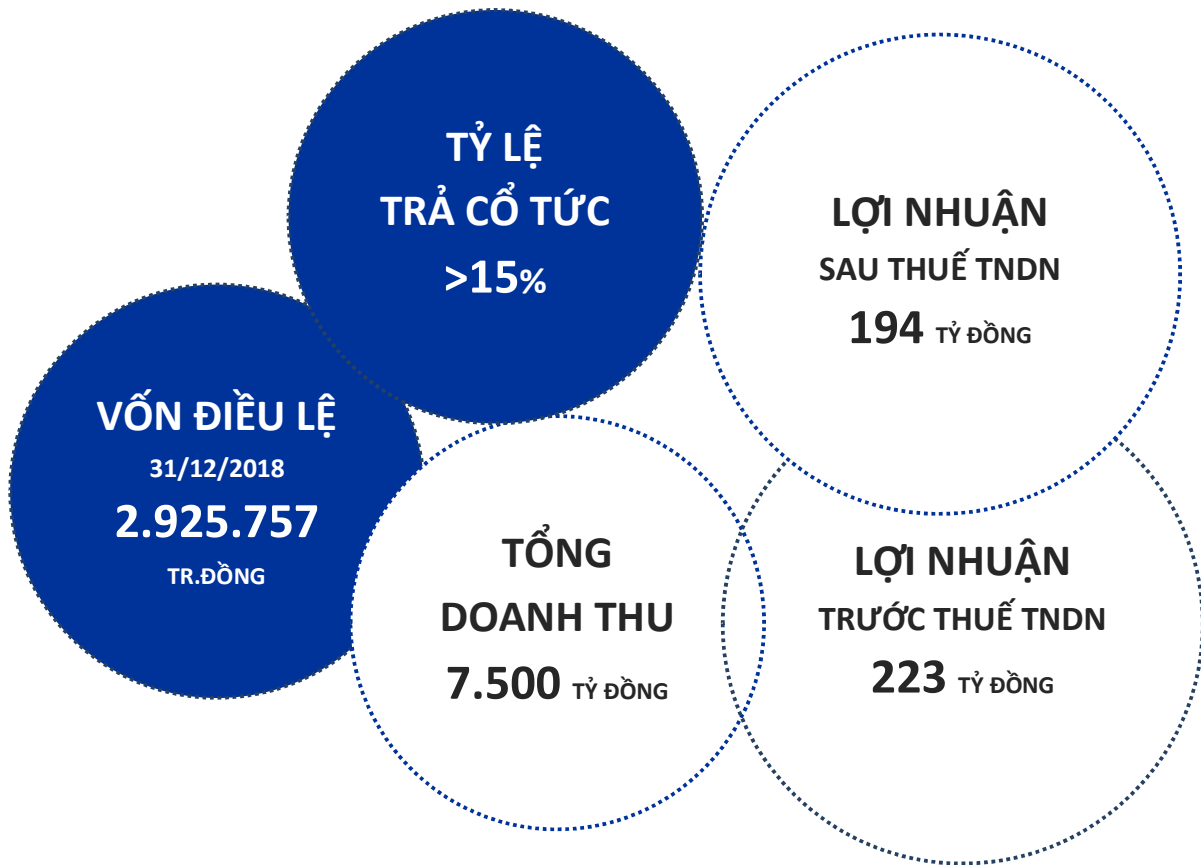 TỶ LỆ
TRẢ CỔ TỨC
>15%
LỢI NHUẬN
SAU THUẾ TNDN
194 TỶ ĐỒNG
VỐN ĐIỀU LỆ
31/12/2018
2.925.757
TR.ĐỒNG
TỔNG
DOANH THU
7.500 TỶ ĐỒNG
LỢI NHUẬN
TRƯỚC THUẾ TNDN
223 TỶ ĐỒNG